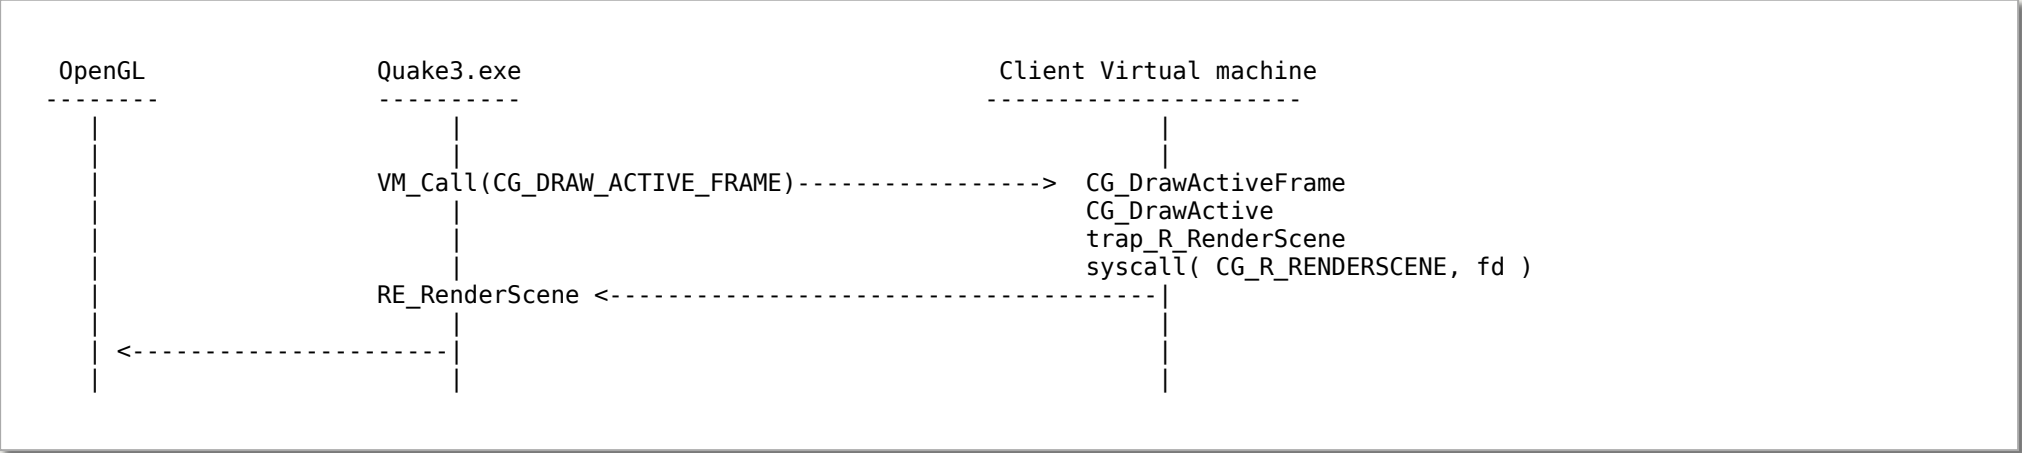 OpenGL Quake3.exe Client Virtual machine
-------- ---------- ----------------------
| | |
| | |
| VM_Call(CG_DRAW_ACTIVE_FRAME)-----------------> CG_DrawActiveFrame
| | CG_DrawActive
| | trap_R_RenderScene
| | syscall( CG_R_RENDERSCENE, fd )
| RE_RenderScene <--------------------------------------|
| | |
| <----------------------| |
| | |